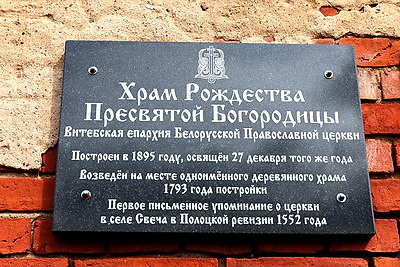 Храм Рождества
Пресвятой Богородицы
Витебская епархия Белорусской Православной церкви
Построен в 1895 году, освящён 27 декабря того же года
Возведён на месте одноимённого деревянного храма
1793 года постройки
Первое письменное упоминание о церкви
в селе Свеча в Полоцкой ревизии 1552 года